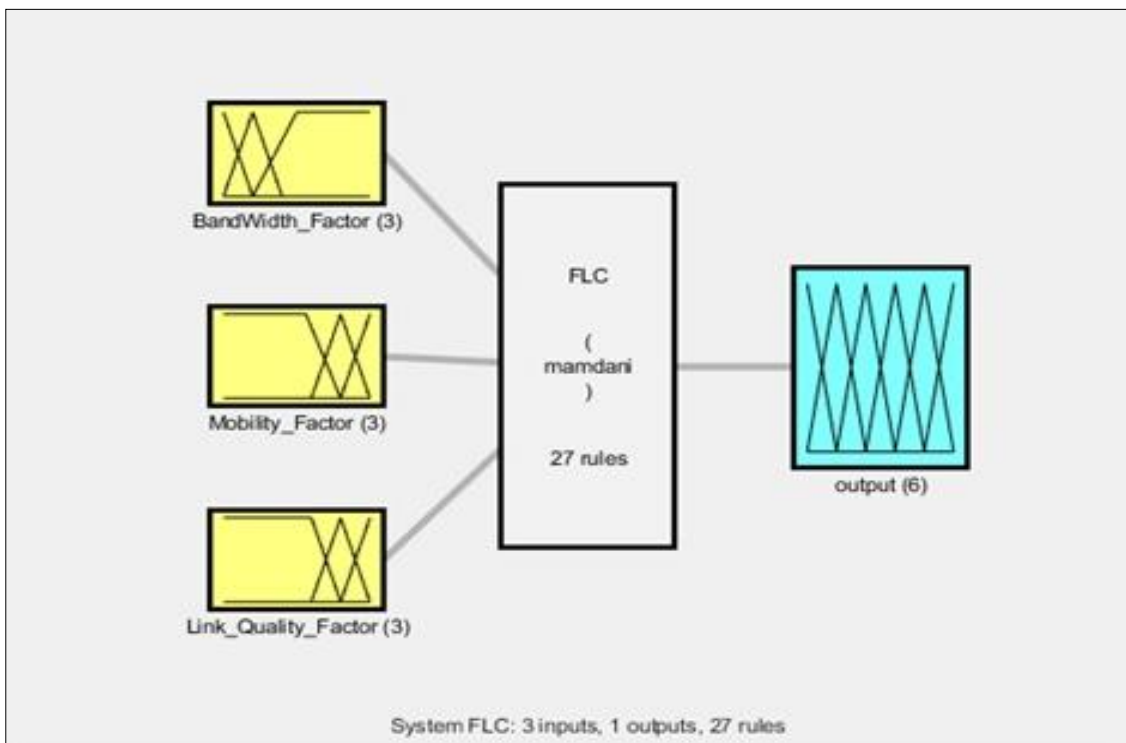 BandWidth_Factor (3)
Mobility_Factor (3)
Link_Quality_Factor (3)
FLC
(
mamdani
)
27 rules
output (6)
System FLC: 3 inputs, 1 outputs, 27 rules